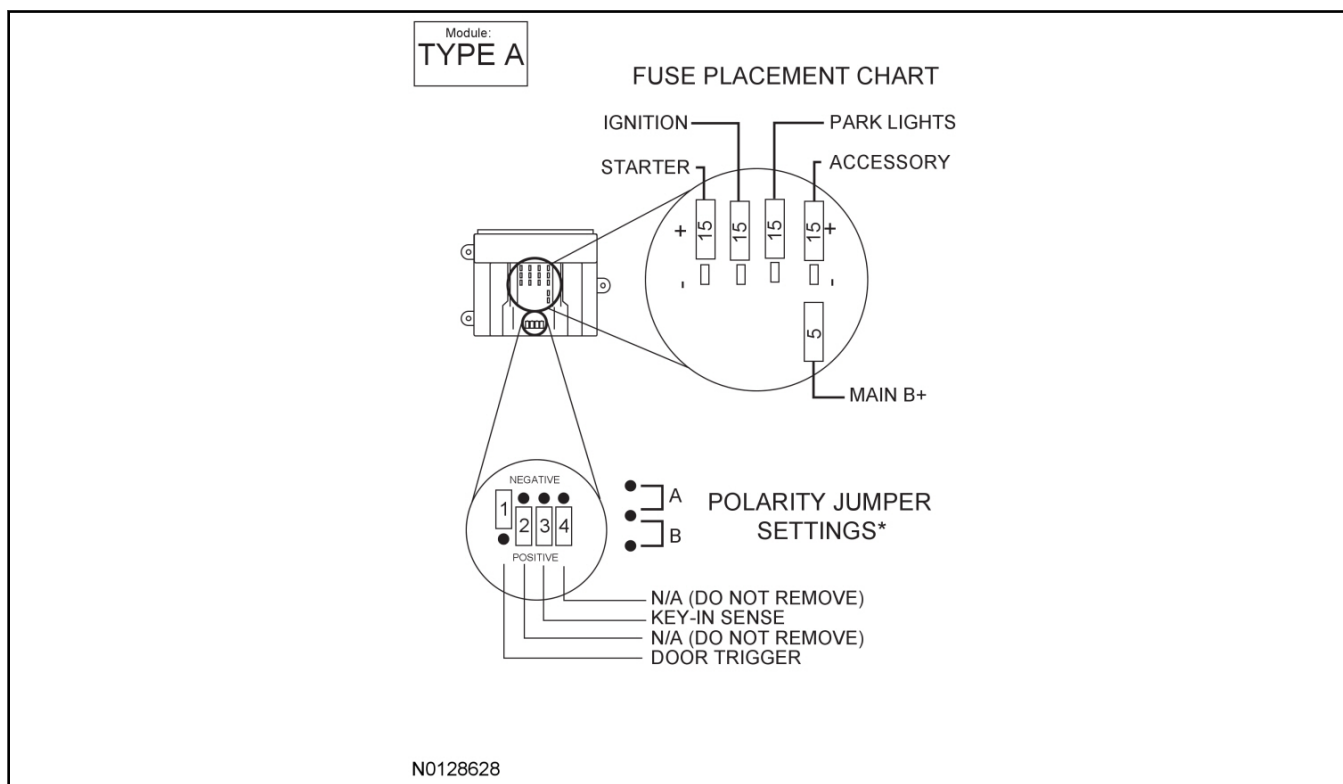 Module:
TYPE A
FUSE PLACEMENT CHART
IGNITION
PARK LIGHTS
STARTER
ACCESSORY
+ 15 15 15 15 +
- -
5
MAIN B+
NEGATIVE
1 2 3 4
POSITIVE
A
B
POLARITY JUMPER
SETTINGS*
N/A (DO NOT REMOVE)
KEY-IN SENSE
N/A (DO NOT REMOVE)
DOOR TRIGGER
N0128628